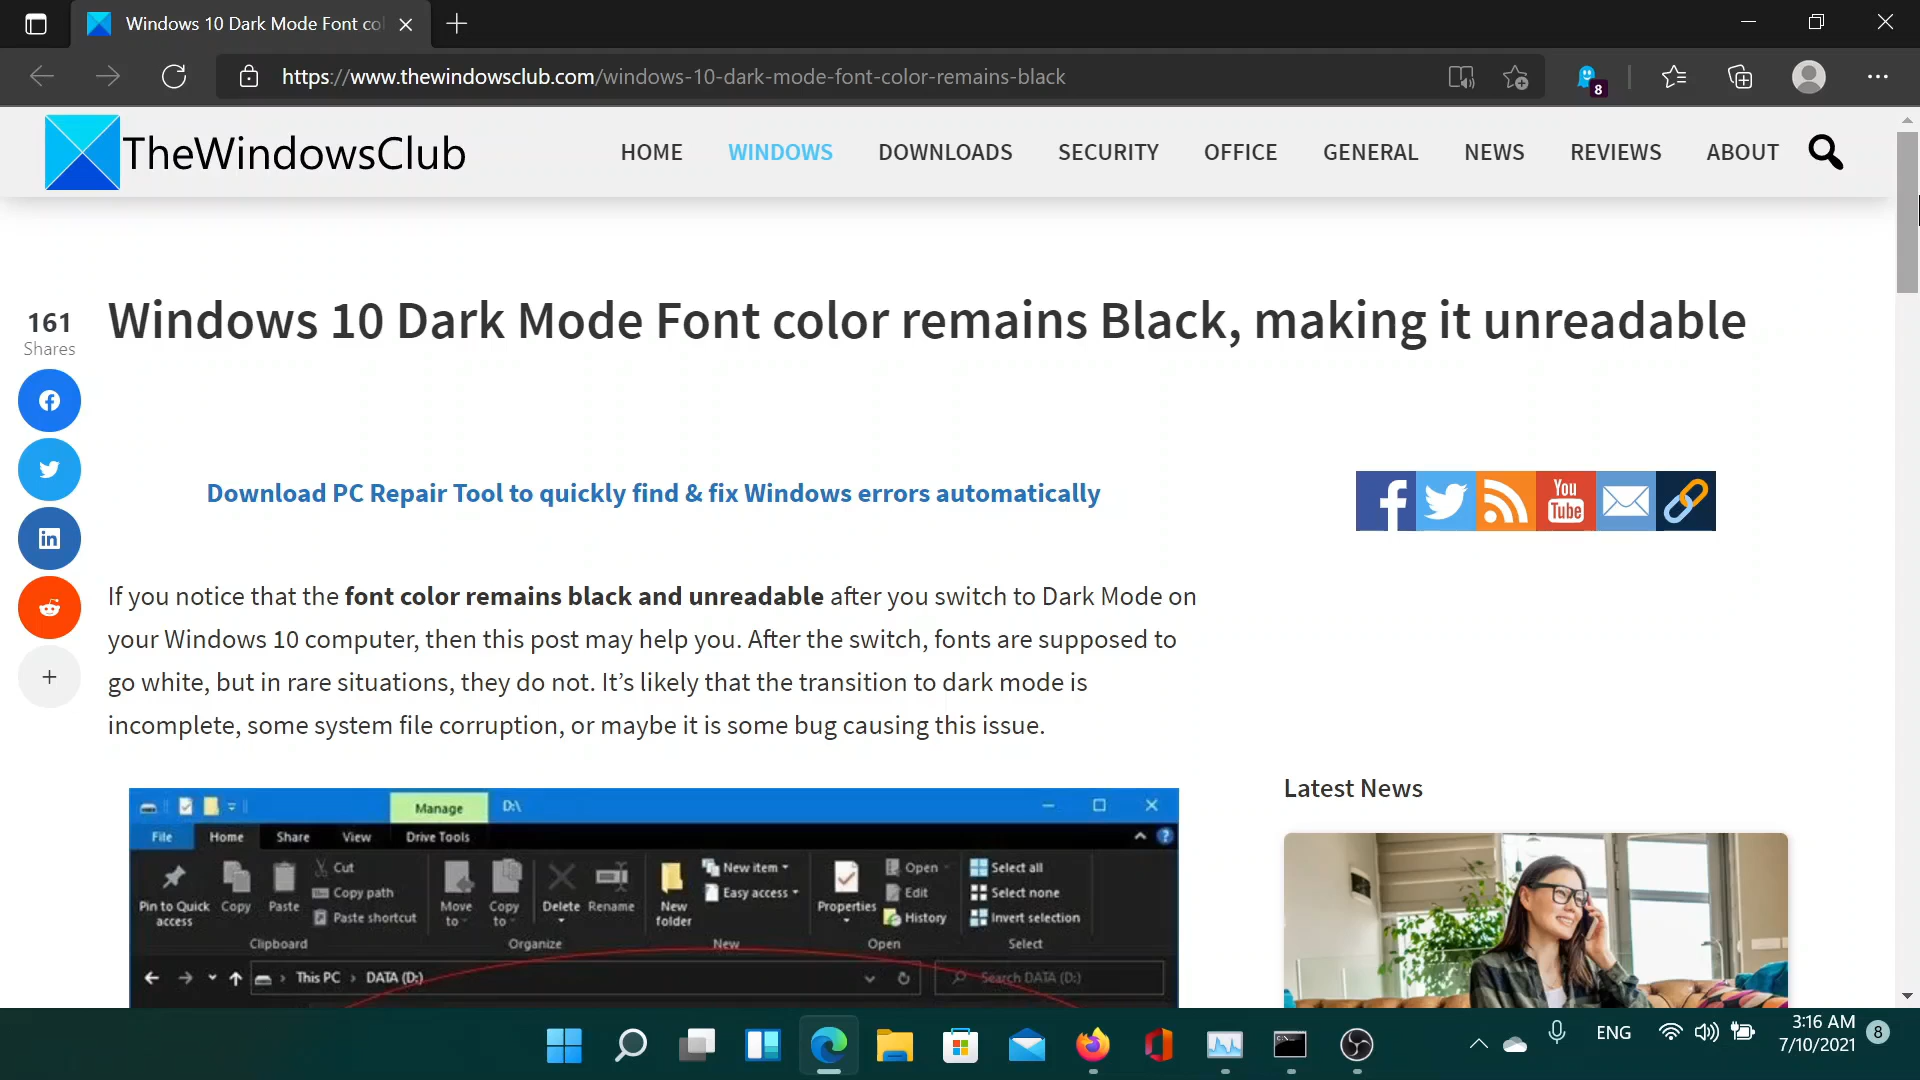 Windows 10 Dark Mode Font co
https://www.thewindowsclub.com/windows-10-dark-mode-font-color-remains-black
8
TheWindowsClub
HOME WINDOWS DOWNLOADS SECURITY OFFICE GENERAL NEWS REVIEWS ABOUT
161
Shares
Windows 10 Dark Mode Font color remains Black, making it unreadable
Download PC Repair Tool to quickly find & fix Windows errors automatically
You
Tube
If you notice that the font color remains black and unreadable after you switch to Dark Mode on
your Windows 10 computer, then this post may help you. After the switch, fonts are supposed to
go white, but in rare situations, they do not. It’s likely that the transition to dark mode is
incomplete, some system file corruption, or maybe it is some bug causing this issue.
Latest News
Manage D:\
File Home Share View Drive Tools
Pin to Quick
access
Copy
Paste
Cut
Copy path
Paste shortcut
Clipboard
Move
to
Copy
to
Delete
Rename
Organize
New
folder
New item
Easy access
New
Properties
Open
Edit
History
Open
Select all
Select none
Invert selection
Select
This PC > DATA (D:)
Search DATA (D:)
ENG
3:16 AM
7/10/2021
8